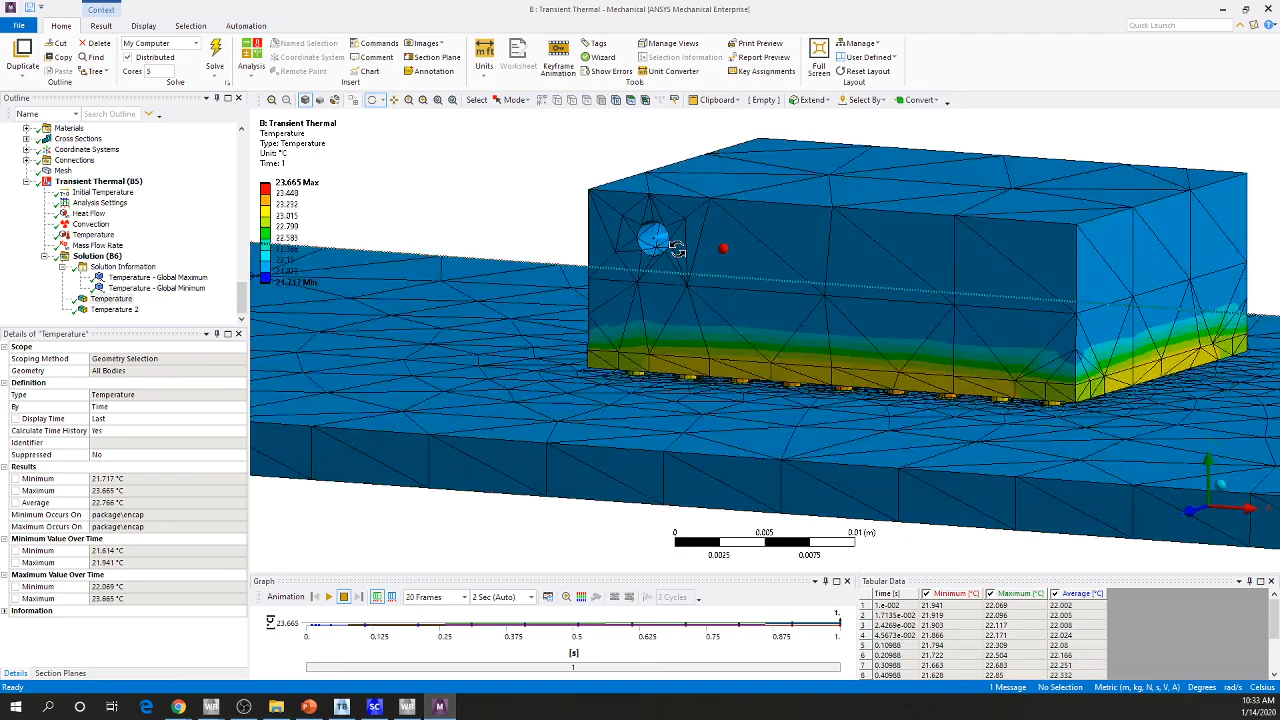 B : Transient Thermal - Mechanical [ANSYS Mechanical Enterprise]
Context
File Home Result Display Selection Automation
Quick Launch
Duplicate Cut Copy Paste Delete Find Tree
Outline
My Computer Distributed Cores 5 Solve
Solve
Analysis Named Selection Coordinate System Remote Point Commands Comment Chart Images Section Plane Annotation
Insert
Units Worksheet Keyframe Animation Tags Wizard Show Errors Manage Views Selection Information Unit Converter Print Preview Report Preview Key Assignments
Tools
Full Screen Manage User Defined Reset Layout
Layout
Select Mode Clipboard [ Empty ] Extend Select By Convert
Outline
Name Search Outline
Materials
Cross Sections
Coordinate Systems
Connections
Mesh
Transient Thermal (B5)
Initial Temperature
Analysis Settings
Heat Flow
Convection
Temperature
Mass Flow Rate
Solution (B6)
Solution Information
Temperature - Global Maximum
Temperature - Global Minimum
Temperature
Temperature 2
B: Transient Thermal
Temperature
Type: Temperature
Unit: °C
Time: 1
23.665 Max
23.448
23.232
23.015
22.583
21.717 Min
Details of "Temperature"
Scope
Scoping Method Geometry Selection
Geometry All Bodies
Definition
Type Temperature
By Time
Display Time Last
Calculate Time History Yes
Identifier
Suppressed No
Results
Minimum 21.717 °C
Maximum 23.665 °C
Average 22.766 °C
Minimum Occurs On package\encap
Maximum Occurs On package\encap
Minimum Value Over Time
Minimum 21.614 °C
Maximum 21.941 °C
Maximum Value Over Time
Minimum 22.069 °C
Maximum 23.665 °C
Information
Details Section Planes
0 0.005 0.01 (m)
0.0025 0.0075
Graph
Animation 20 Frames 2 Sec (Auto) 3 Cycles
1.
[°C] 23.665
0. 0.125 0.25 0.375 0.5 0.625 0.75 0.875 1.
[s]
1
Tabular Data
Time [s] Minimum [°C] Maximum [°C] Average [°C]
1 1.e-002 21.941 22.069 22.002
2 1.7135e-002 21.919 22.096 22.005
3 2.4269e-002 21.903 22.117 22.008
4 4.5673e-002 21.866 22.171 22.024
5 0.10988 21.794 22.309 22.08
6 0.20988 21.722 22.504 22.166
7 0.30988 21.663 22.683 22.251
8 0.40988 21.628 22.85 22.332
Ready
1 Message No Selection Metric (m, kg, N, s, V, A) Degrees rad/s Celsius
WB TB SC WB M
10:33 AM
1/14/2020